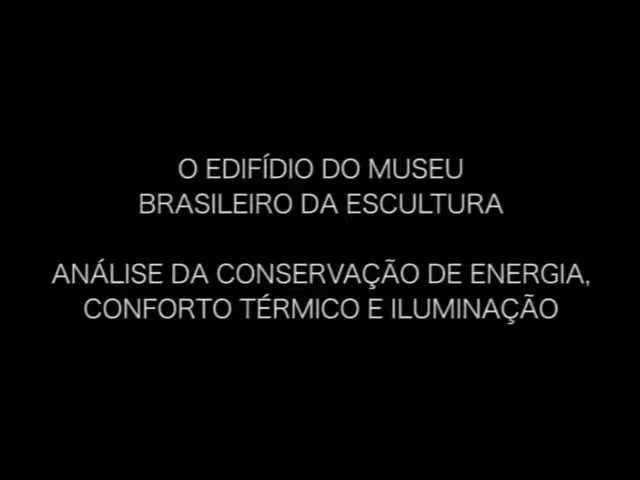 O EDIFÍDIO DO MUSEU
BRASILEIRO DA ESCULTURA
ANÁLISE DA CONSERVAÇÃO DE ENERGIA,
CONFORTO TÉRMICO E ILUMINAÇÃO